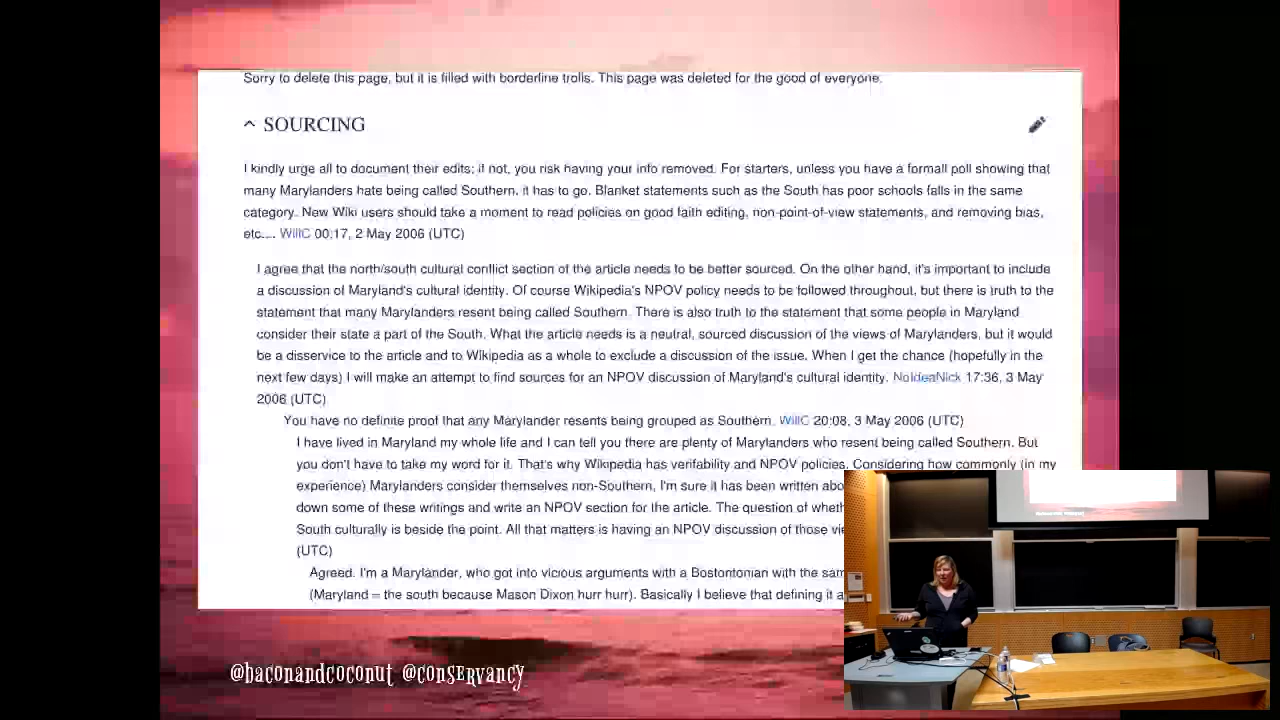 Sorry to delete this page, but it is filled with borderline trolls. This page was deleted for the good of everyone.
SOURCING
I kindly urge all to document their edits; if not, you risk having your info removed. For starters, unless you have a formall poll showing that
many Marylanders hate being called Southern, it has to go. Blanket statements such as the South has poor schools falls in the same
category. New Wiki users should take a moment to read policies on good faith editing, non-point-of-view statements, and removing bias,
etc.... WillC 00:17, 2 May 2006 (UTC)
I agree that the north/south cultural conflict section of the article needs to be better sourced. On the other hand, it's important to include
a discussion of Maryland's cultural identity. Of course Wikipedia's NPOV policy needs to be followed throughout, but there is truth to the
statement that many Marylanders resent being called Southern. There is also truth to the statement that some people in Maryland
consider their state a part of the South. What the article needs is a neutral, sourced discussion of the views of Marylanders, but it would
be a disservice to the article and to Wikipedia as a whole to exclude a discussion of the issue. When I get the chance (hopefully in the
next few days) I will make an attempt to find sources for an NPOV discussion of Maryland's cultural identity. NoIdeaNick 17:36, 3 May
2006 (UTC)
You have no definite proof that any Marylander resents being grouped as Southern. WillC 20:08, 3 May 2006 (UTC)
I have lived in Maryland my whole life and I can tell you there are plenty of Marylanders who resent being called Southern. But
you don't have to take my word for it. That's why Wikipedia has verifability and NPOV policies. Considering how commonly (in my
experience) Marylanders consider themselves non-Southern, I'm sure it has been written abo
down some of these writings and write an NPOV section for the article. The question of wheth
South culturally is beside the point. All that matters is having an NPOV discussion of those vie
(UTC)
Agreed. I'm a Marylander, who got into vicious arguments with a Bostontonian with the sam
(Maryland = the south because Mason Dixon hurr hurr). Basically I believe that defining it a
@baconandcoconut @conservancy